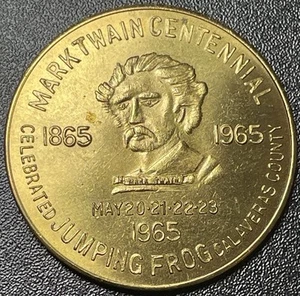 MARK TWAIN CENTENNIAL
1865 1965
MAY 20-21-22-23
1965
CELEBRATED JUMPING FROG CALAVERAS COUNTY